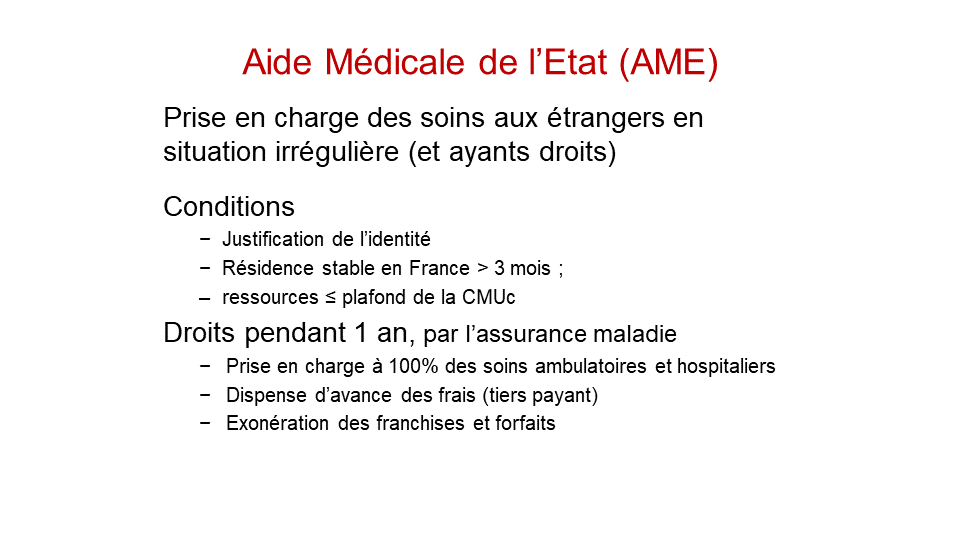 Aide Médicale de l’Etat (AME)
Prise en charge des soins aux étrangers en
situation irrégulière (et ayants droits)
Conditions
− Justification de l’identité
− Résidence stable en France > 3 mois ;
– ressources ≤ plafond de la CMUc
Droits pendant 1 an, par l’assurance maladie
− Prise en charge à 100% des soins ambulatoires et hospitaliers
− Dispense d’avance des frais (tiers payant)
− Exonération des franchises et forfaits